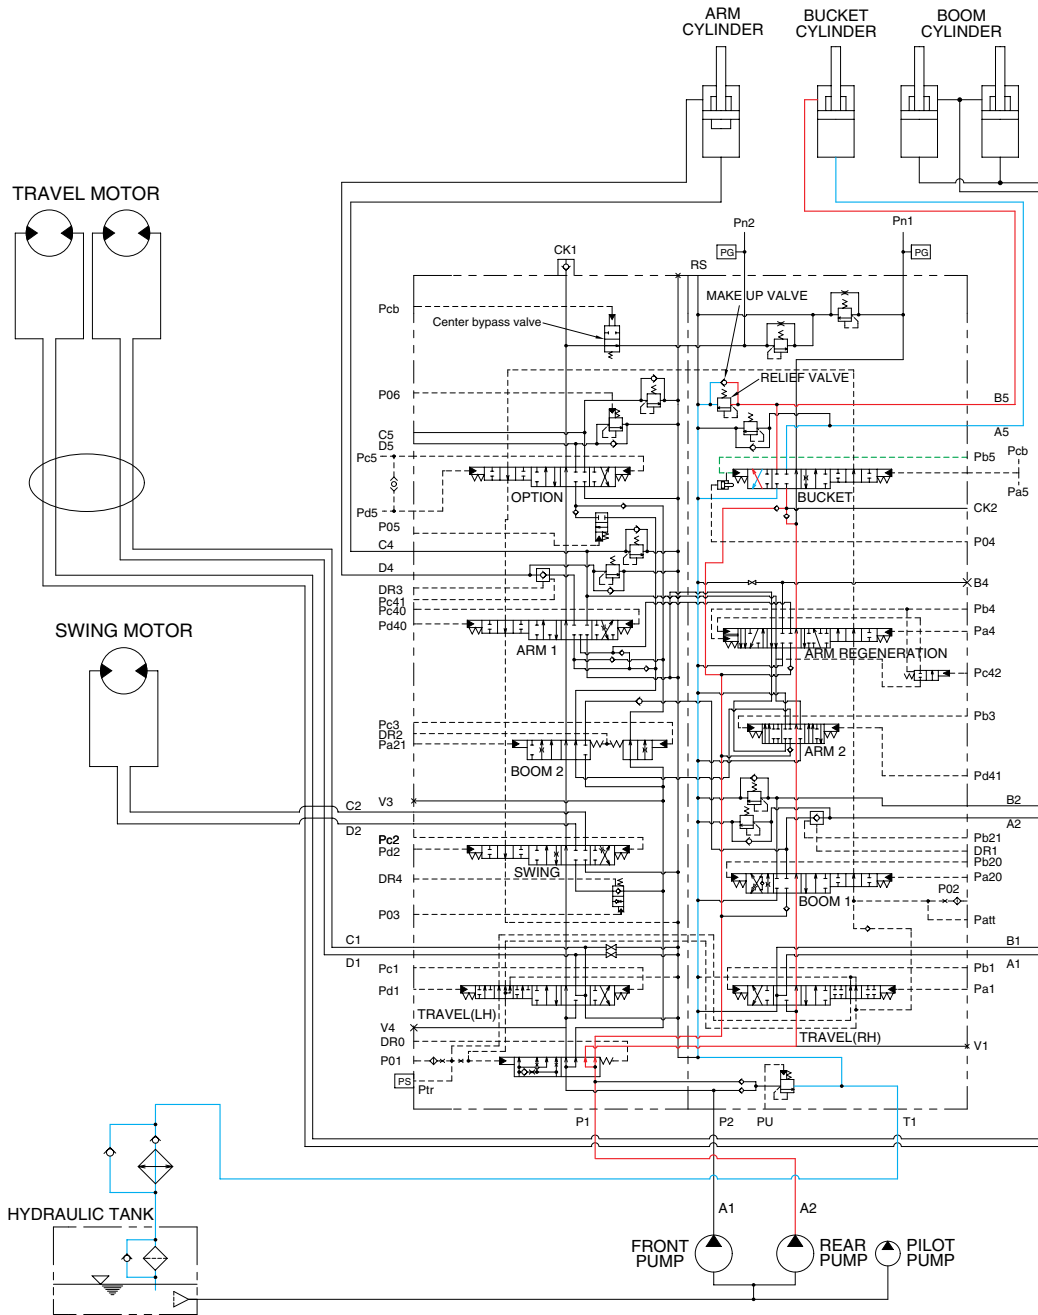 ARM
CYLINDER
BUCKET
CYLINDER
BOOM
CYLINDER
TRAVEL MOTOR
Pn2
Pn1
CK1
PG
PG
RS
MAKE UP VALVE
Pcb
Center bypass valve
RELIEF VALVE
P06
B5
C5
D5
A5
Pc5
Pb5
Pcb
OPTION
BUCKET
Pd5
Pa5
P05
CK2
C4
P04
D4
DR3
B4
Pc41
Pc40
Pb4
Pd40
Pa4
SWING MOTOR
ARM 1
ARM REGENERATION
Pc42
Pc3
Pb3
DR2
Pa21
ARM 2
BOOM 2
Pd41
C2
V3
B2
D2
A2
Pc2
Pb21
Pd2
DR1
Pb20
SWING
Pa20
DR4
BOOM 1
P02
P03
Patt
C1
B1
D1
A1
Pc1
Pb1
Pd1
Pa1
TRAVEL(LH)
V4
TRAVEL(RH)
DR0
V1
P01
PS
Ptr
P1
P2
PU
T1
HYDRAULIC TANK
A1
A2
FRONT
PUMP
REAR
PUMP
PILOT
PUMP